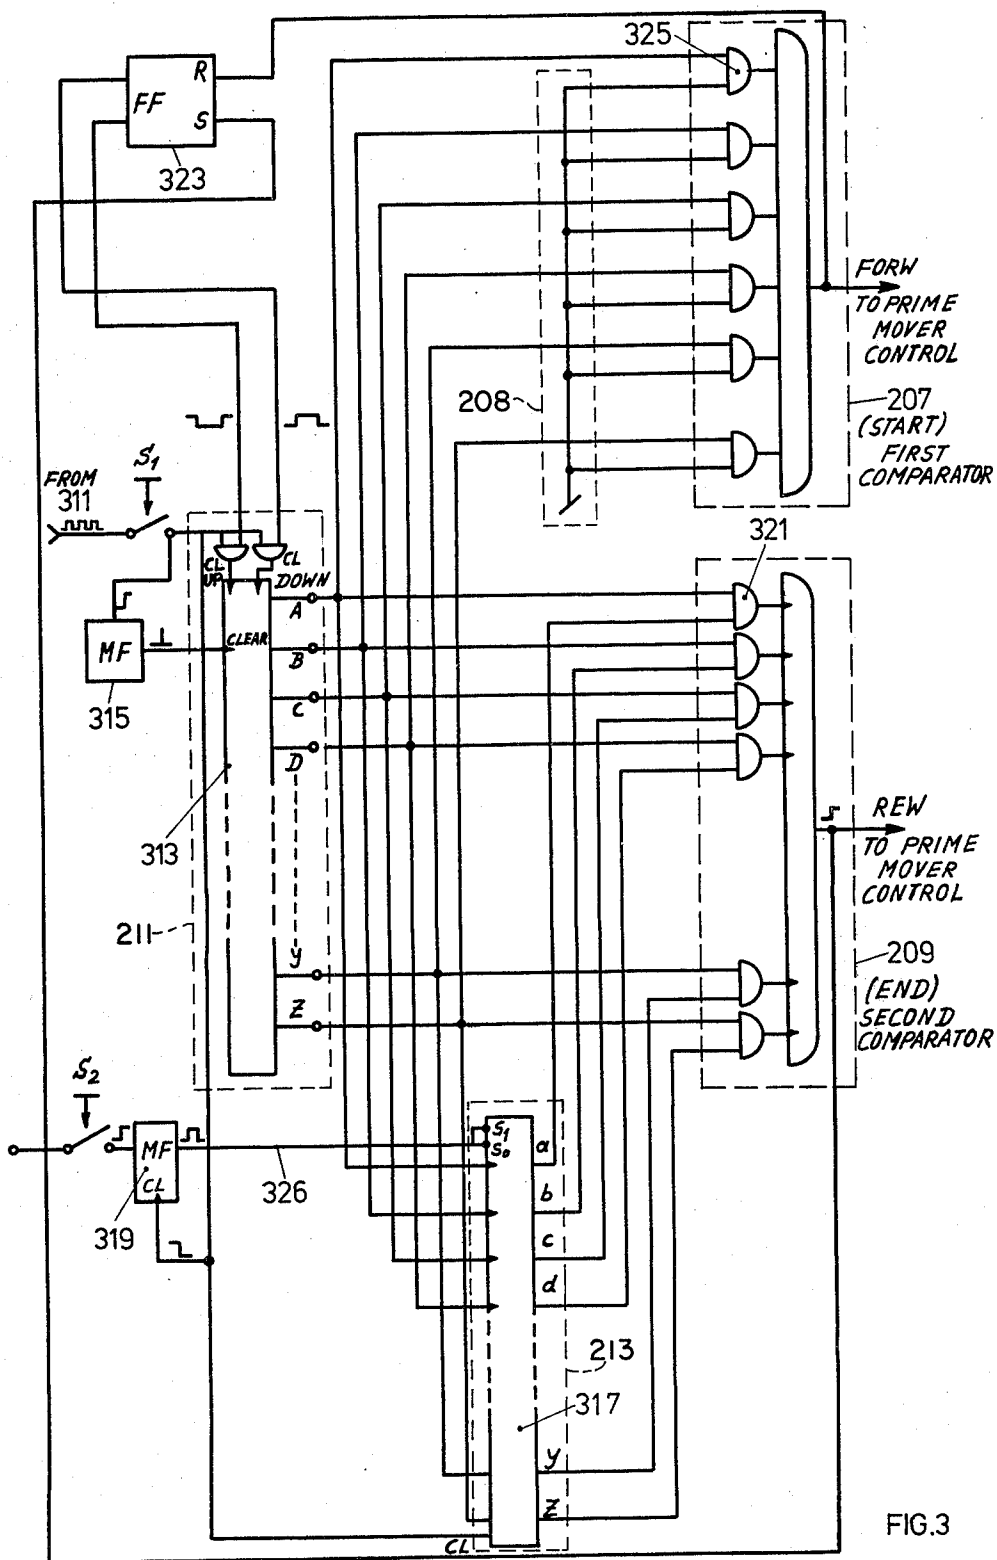 325
R
FF
S
323
FORW
TO PRIME
MOVER
CONTROL
208
207
(START)
FIRST
COMPARATOR
S1
FROM
311
321
CL
UP
CL
DOWN
A
MF
CLEAR
B
315
C
D
313
REW
TO PRIME
MOVER
CONTROL
211
Y
209
(END)
SECOND
COMPARATOR
Z
S2
MF
CL
S1
S0
a
326
b
319
c
d
213
317
y
Z
CL
FIG.3